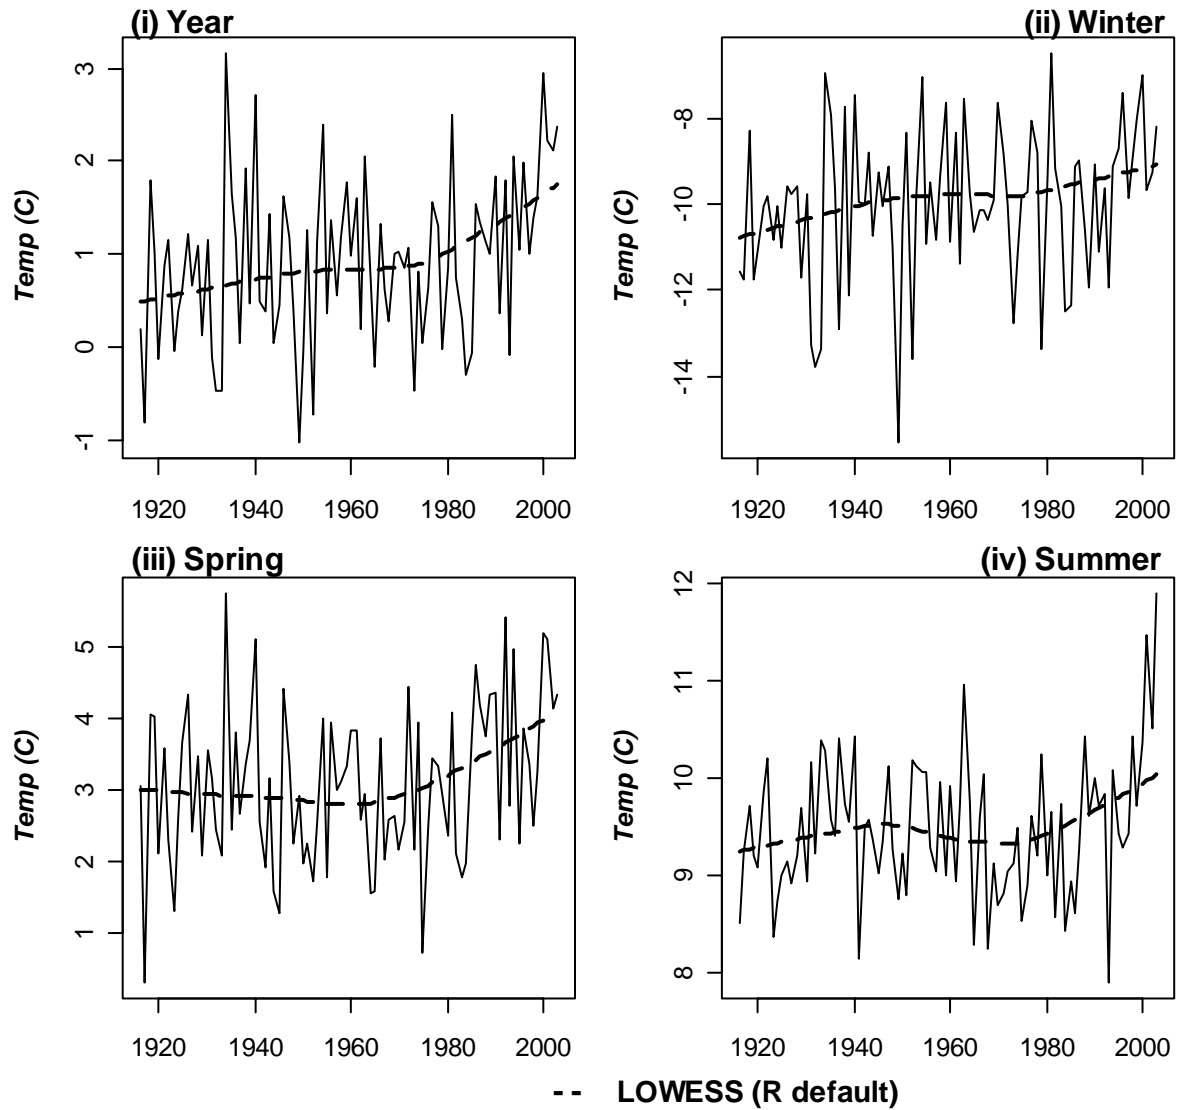 (i) Year
(ii) Winter
3
2
1
0
-1
Temp (C)
1920 1940 1960 1980 2000
-8
-10
-12
-14
Temp (C)
1920 1940 1960 1980 2000
(iii) Spring
(iv) Summer
5
4
3
2
1
Temp (C)
1920 1940 1960 1980 2000
12
11
10
9
8
Temp (C)
1920 1940 1960 1980 2000
-- LOWESS (R default)